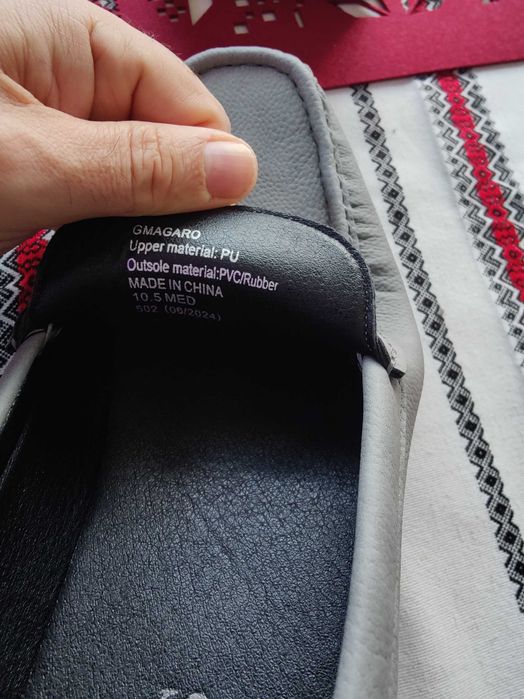 GMAGARO
Upper material: PU
Outsole material:PVC/Rubber
MADE IN CHINA
10.5 MED
502 (06/2024)